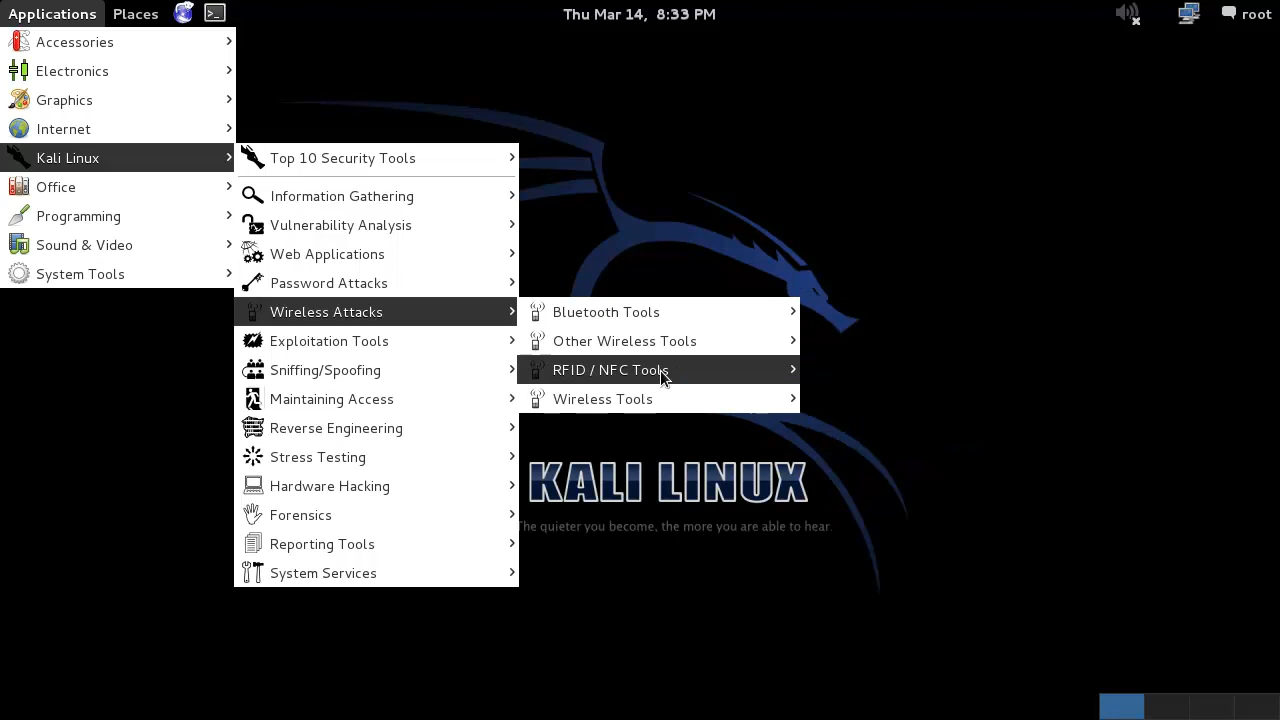 Applications Places Thu Mar 14, 8:33 PM root
Accessories
Electronics
Graphics
Internet
Kali Linux
Office
Programming
Sound & Video
System Tools
Top 10 Security Tools
Information Gathering
Vulnerability Analysis
Web Applications
Password Attacks
Wireless Attacks
Exploitation Tools
Sniffing/Spoofing
Maintaining Access
Reverse Engineering
Stress Testing
Hardware Hacking
Forensics
Reporting Tools
System Services
Bluetooth Tools
Other Wireless Tools
RFID / NFC Tools
Wireless Tools
KALI LINUX
The quieter you become, the more you are able to hear.